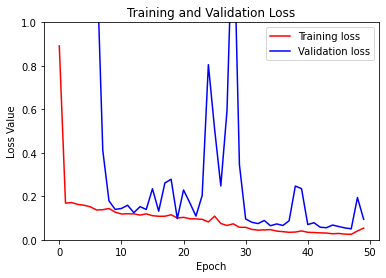 Training and Validation Loss
1.0
0.8
0.6
0.4
0.2
0.0
Loss Value
Training loss
Validation loss
0 10 20 30 40 50
Epoch